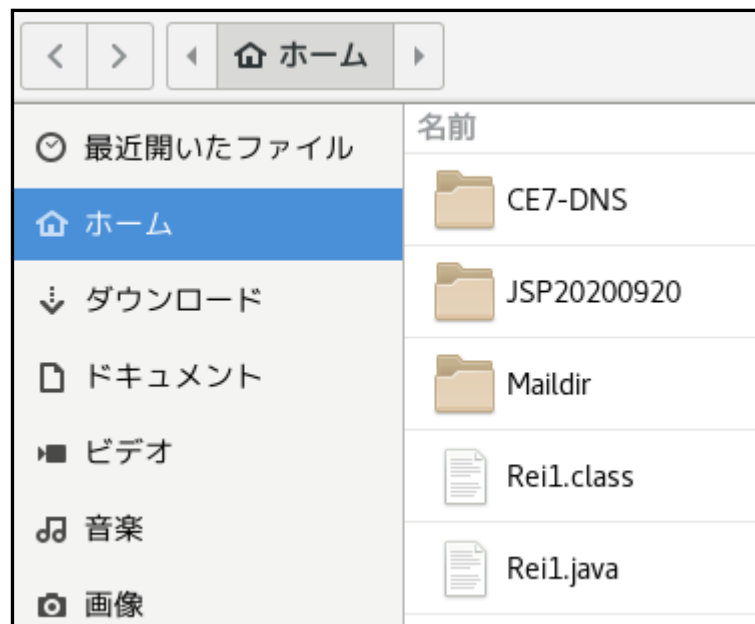 ホーム
最近開いたファイル
ホーム
ダウンロード
ドキュメント
ビデオ
音楽
画像
名前
CE7-DNS
JSP20200920
Maildir
Rei1.class
Rei1.java